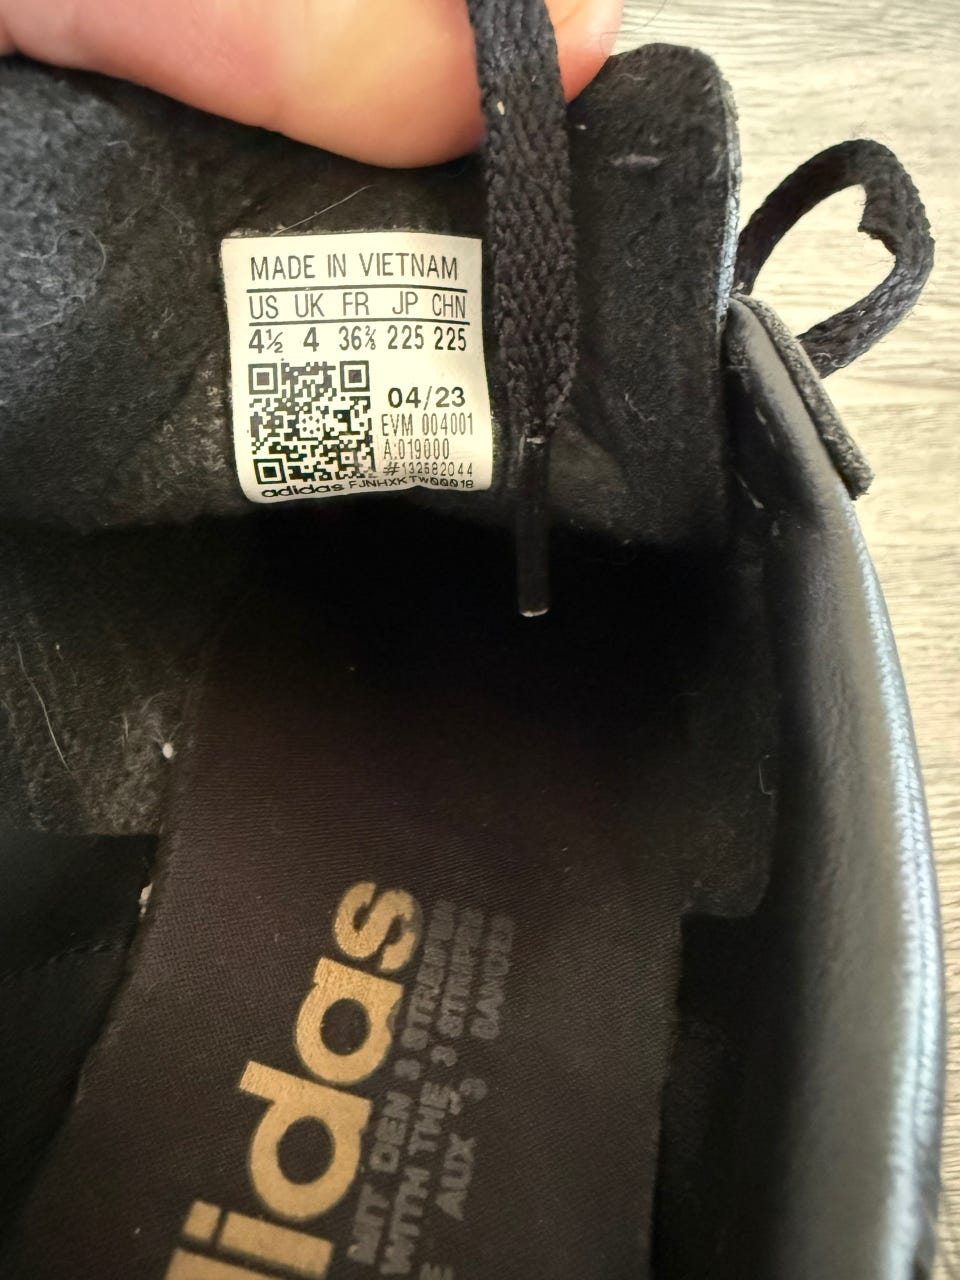 MADE IN VIETNAM
US UK FR JP CHN
4½ 4 36⅔ 225 225
04/23
EVM 004001
A:019000
#132582044
adidas FJNHXKTW00018
adidas
MIT DEN 3 STREIFEN
WITH THE 3 STRIPES
AUX 3 BANDES